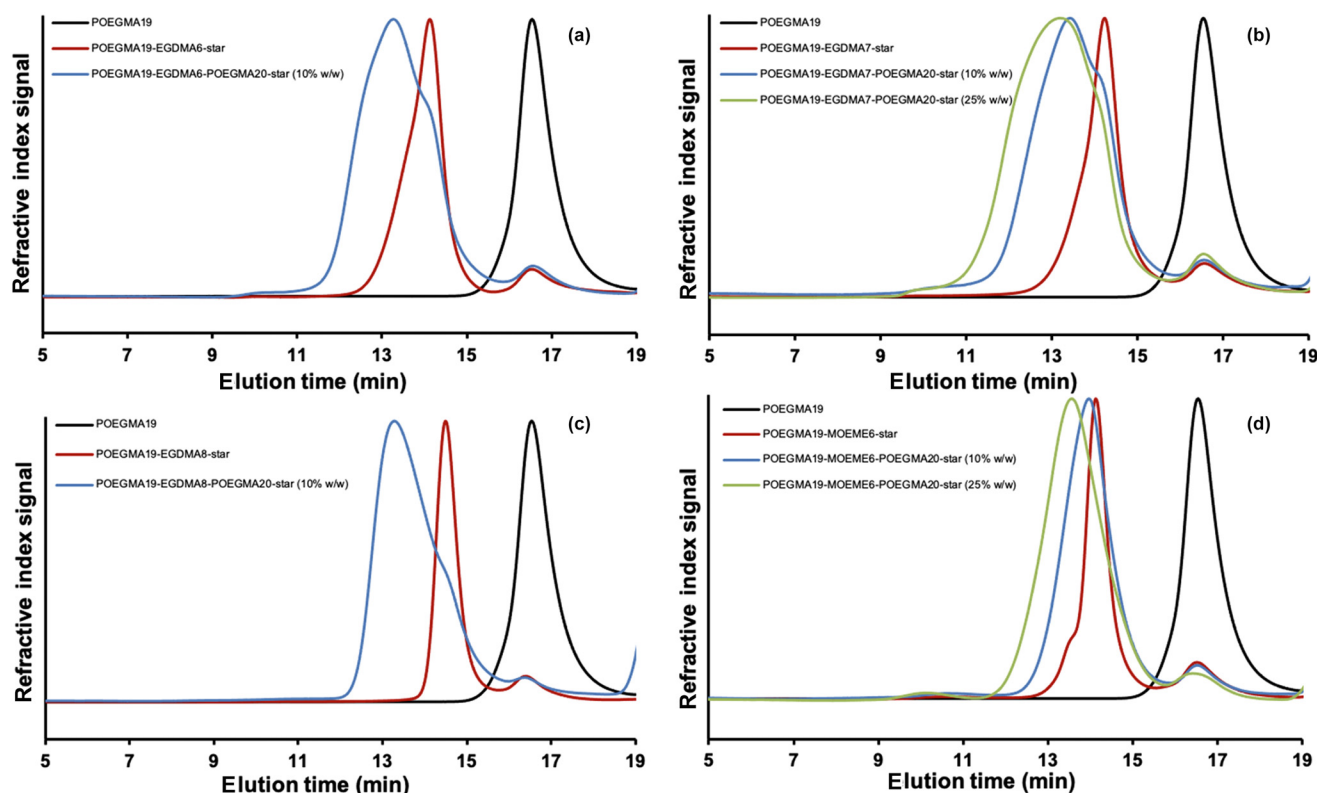 POEGMA19
POEGMA19-EGDMA6-star
POEGMA19-EGDMA6-POEGMA20-star (10% w/w)
(a)
Refractive index signal
5 7 9 11 13 15 17 19
Elution time (min)
POEGMA19
POEGMA19-EGDMA7-star
POEGMA19-EGDMA7-POEGMA20-star (10% w/w)
POEGMA19-EGDMA7-POEGMA20-star (25% w/w)
(b)
Refractive index signal
5 7 9 11 13 15 17 19
Elution time (min)
POEGMA19
POEGMA19-EGDMA8-star
POEGMA19-EGDMA8-POEGMA20-star (10% w/w)
(c)
Refractive index signal
5 7 9 11 13 15 17 19
Elution time (min)
POEGMA19
POEGMA19-MOEME6-star
POEGMA19-MOEME6-POEGMA20-star (10% w/w)
POEGMA19-MOEME6-POEGMA20-star (25% w/w)
(d)
Refractive index signal
5 7 9 11 13 15 17 19
Elution time (min)